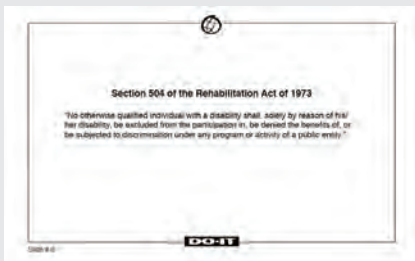 Section 504 of the Rehabilitation Act of 1973
"No otherwise qualified individual with a disability shall, solely by reason of his/
her disability, be excluded from the participation in, be denied the benefits of, or
be subjected to discrimination under any program or activity of a public entity."
DO-IT